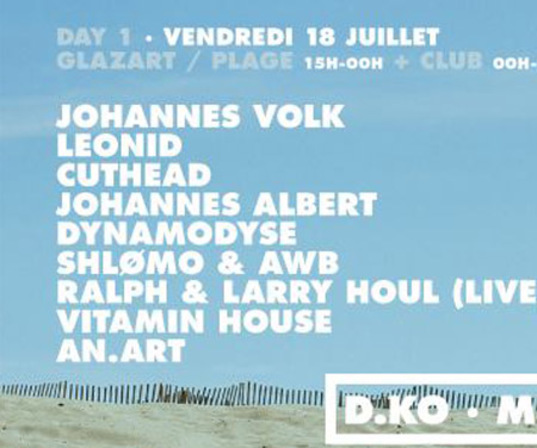 DAY 1 · VENDREDI 18 JUILLET
GLAZART / PLAGE 15H-00H + CLUB 00H-
JOHANNES VOLK
LEONID
CUTHEAD
JOHANNES ALBERT
DYNAMODYSE
SHLØMO & AWB
RALPH & LARRY HOUL (LIVE
VITAMIN HOUSE
AN.ART
D.KO ·